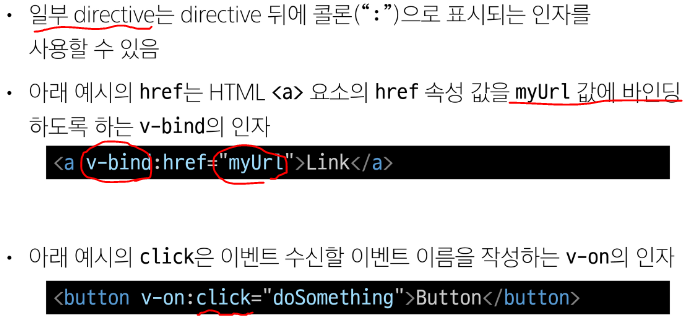 • 일부 directive는 directive 뒤에 콜론(“:”)으로 표시되는 인자를
사용할 수 있음
• 아래 예시의 href는 HTML <a> 요소의 href 속성 값을 myUrl 값에 바인딩
하도록 하는 v-bind의 인자
<a v-bind:href="myUrl">Link</a>
• 아래 예시의 click은 이벤트 수신할 이벤트 이름을 작성하는 v-on의 인자
<button v-on:click="doSomething">Button</button>